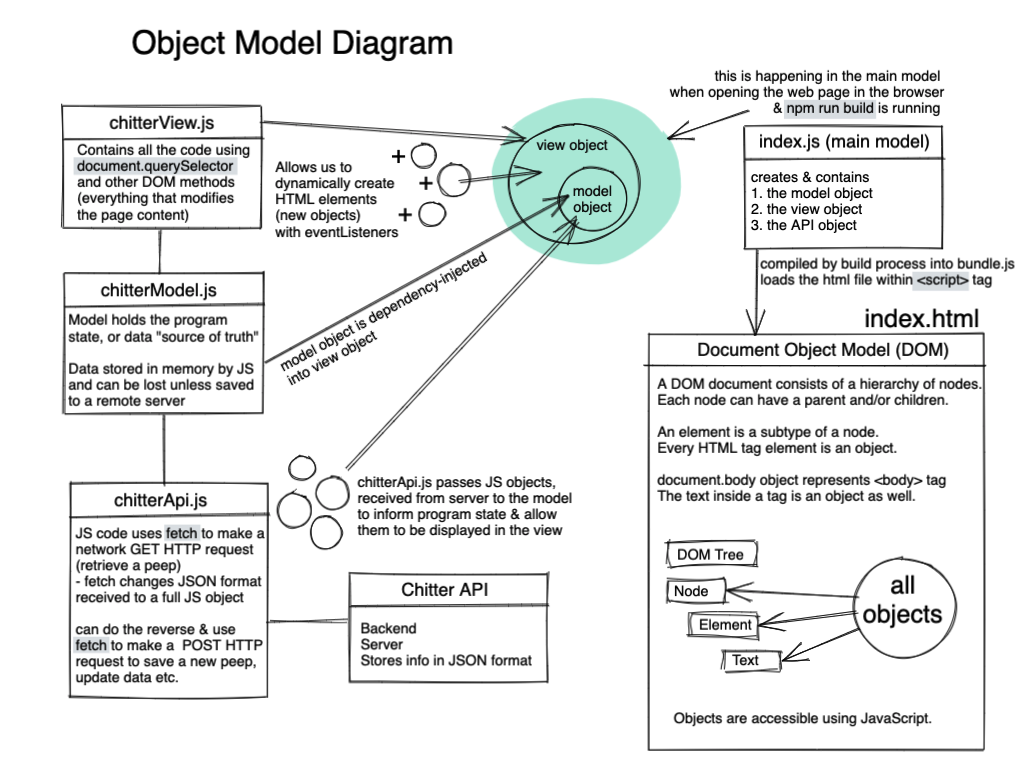 Object Model Diagram
this is happening in the main model
when opening the web page in the browser
& npm run build is running
chitterView.js
Contains all the code using
document.querySelector
and other DOM methods
(everything that modifies
the page content)
Allows us to
dynamically create
HTML elements
(new objects)
with eventListeners
+
+
+
view object
model
object
index.js (main model)
creates & contains
1. the model object
2. the view object
3. the API object
compiled by build process into bundle.js
loads the html file within <script> tag
chitterModel.js
Model holds the program
state, or data "source of truth"
Data stored in memory by JS
and can be lost unless saved
to a remote server
model object is dependency-injected
into view object
index.html
Document Object Model (DOM)
A DOM document consists of a hierarchy of nodes.
Each node can have a parent and/or children.
An element is a subtype of a node.
Every HTML tag element is an object.
document.body object represents <body> tag
The text inside a tag is an object as well.
DOM Tree
Node
Element
Text
all
objects
Objects are accessible using JavaScript.
chitterApi.js
JS code uses fetch to make a
network GET HTTP request
(retrieve a peep)
- fetch changes JSON format
received to a full JS object
can do the reverse & use
fetch to make a POST HTTP
request to save a new peep,
update data etc.
chitterApi.js passes JS objects,
received from server to the model
to inform program state & allow
them to be displayed in the view
Chitter API
Backend
Server
Stores info in JSON format